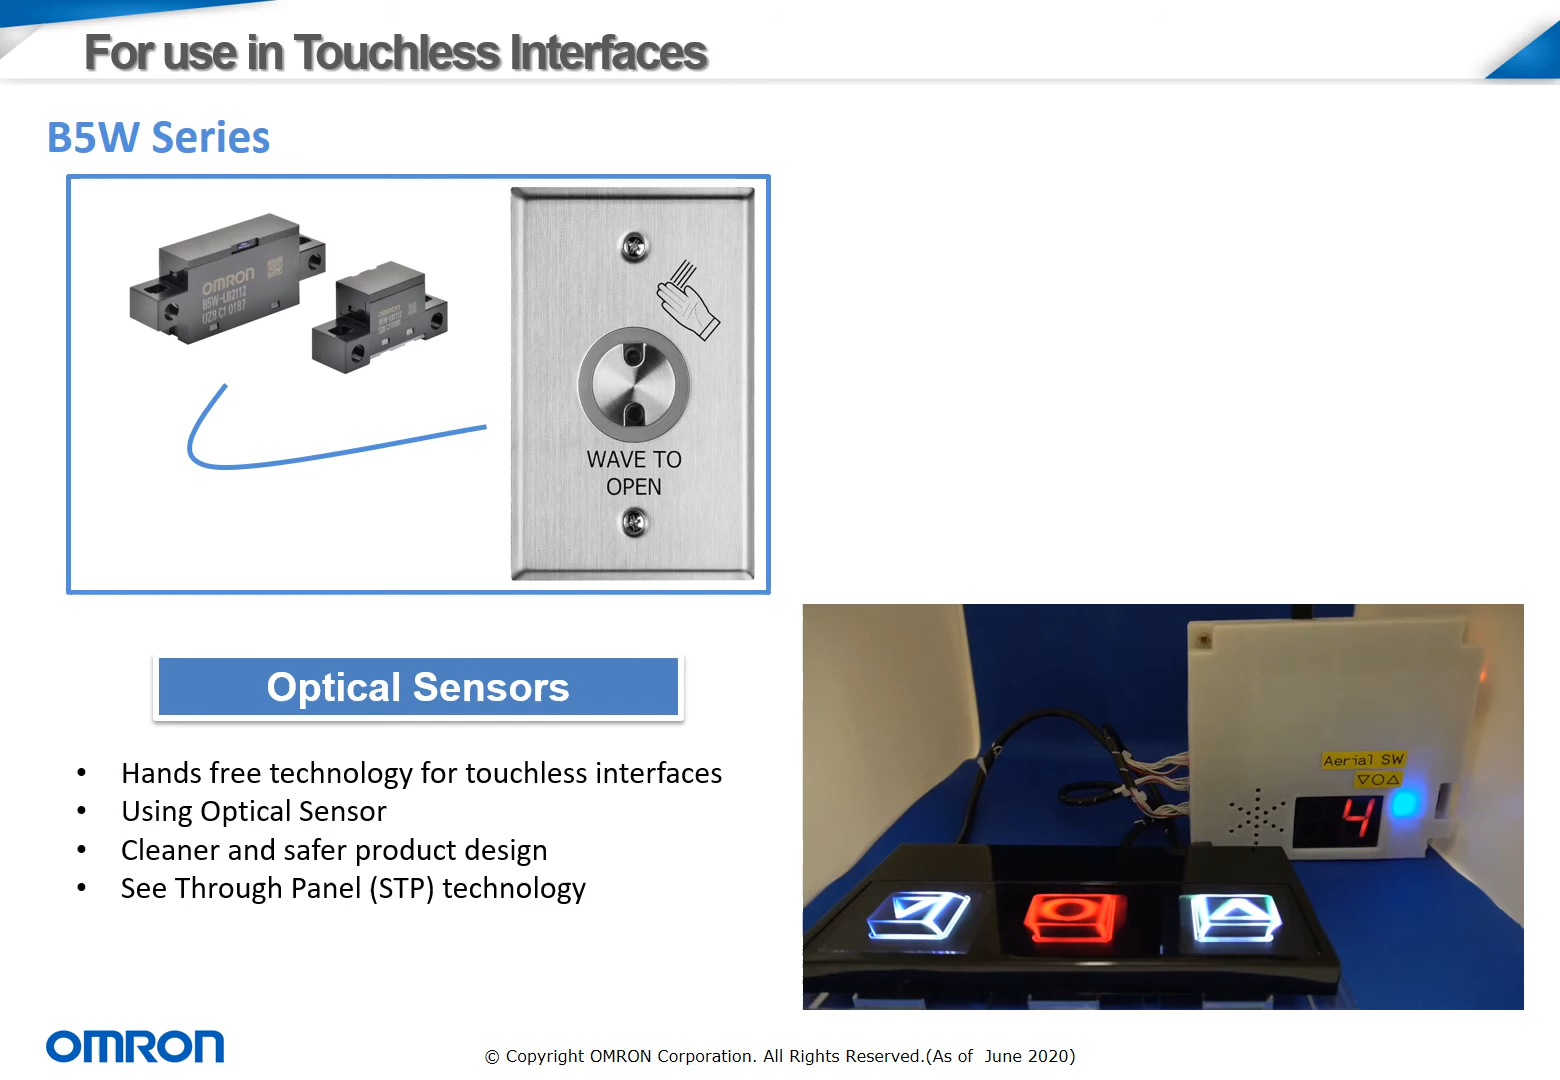 For use in Touchless Interfaces
B5W Series
OMRON
B5W-LB2112
UZ8 C1 0187
WAVE TO
OPEN
Optical Sensors
• Hands free technology for touchless interfaces
• Using Optical Sensor
• Cleaner and safer product design
• See Through Panel (STP) technology
Aerial SW
▽○△
4
OMRON
© Copyright OMRON Corporation. All Rights Reserved.(As of  June 2020)